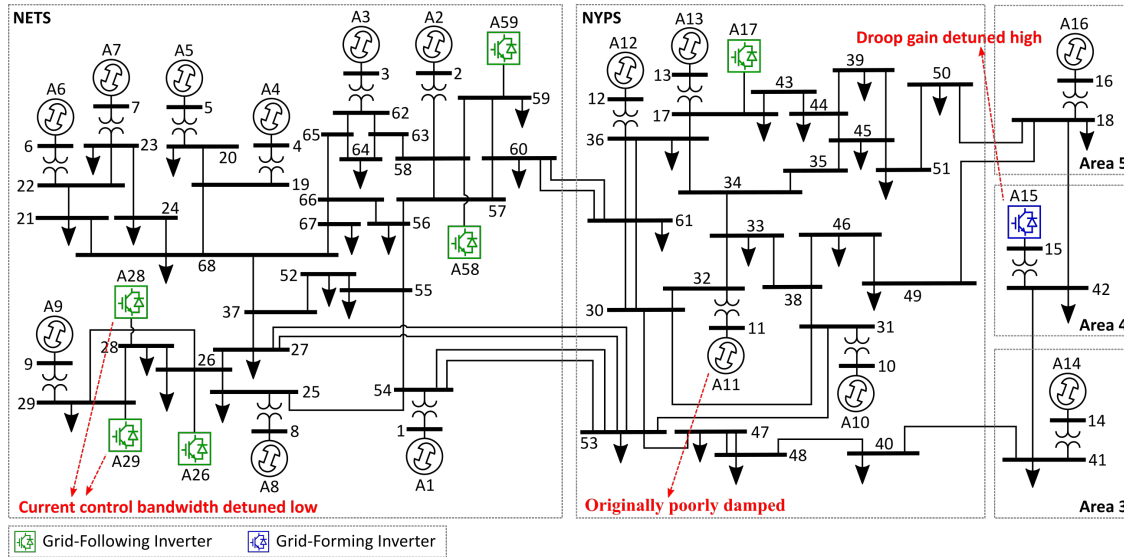 NETS
A3
A2
A59
NYPS
A13
A17
A12
Droop gain detuned high
A16
A7
A5
A6
A4
3
2
13
43
39
50
16
7
5
62
59
12
17
44
18
6
4
65
63
36
45
Area 5
23
20
64
58
60
35
51
A15
22
19
66
57
34
15
21
24
67
56
61
33
46
42
68
A58
32
A28
52
55
30
38
49
Area 4
A9
37
11
31
28
26
27
A14
9
25
54
A11
10
29
8
1
A10
14
53
47
40
A29
A26
A8
A1
48
41
Current control bandwidth detuned low
Originally poorly damped
Area 3
Grid-Following Inverter
Grid-Forming Inverter